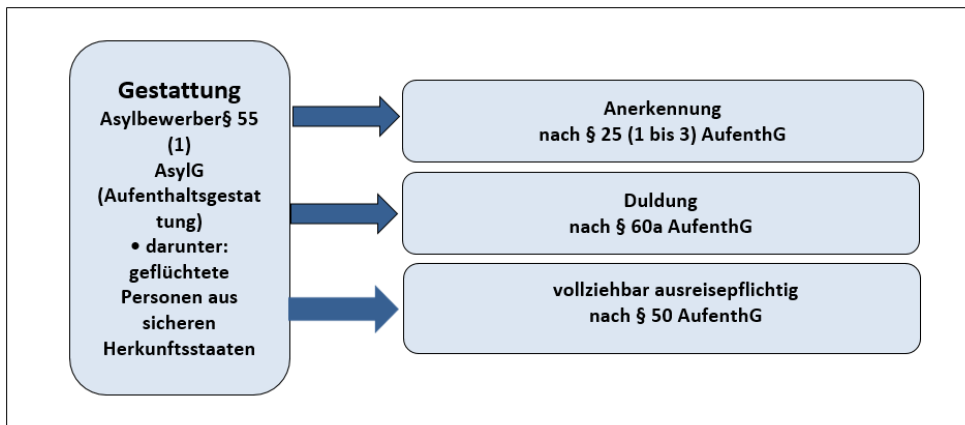 Gestattung
Asylbewerber§ 55
(1)
AsylG
(Aufenthaltsgestat
tung)
• darunter:
geflüchtete
Personen aus
sicheren
Herkunftsstaaten
Anerkennung
nach § 25 (1 bis 3) AufenthG
Duldung
nach § 60a AufenthG
vollziehbar ausreisepflichtig
nach § 50 AufenthG